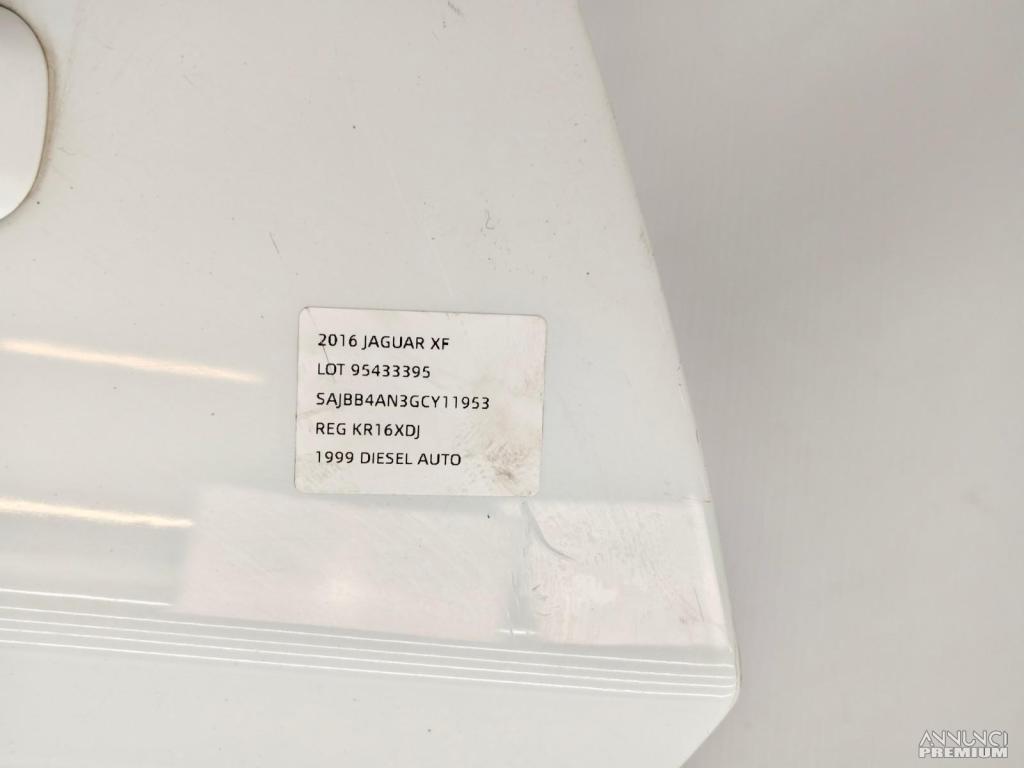 2016 JAGUAR XF
LOT 95433395
SAJBB4AN3GCY11953
REG KR16XDJ
1999 DIESEL AUTO
ANNUNCI
PREMIUM